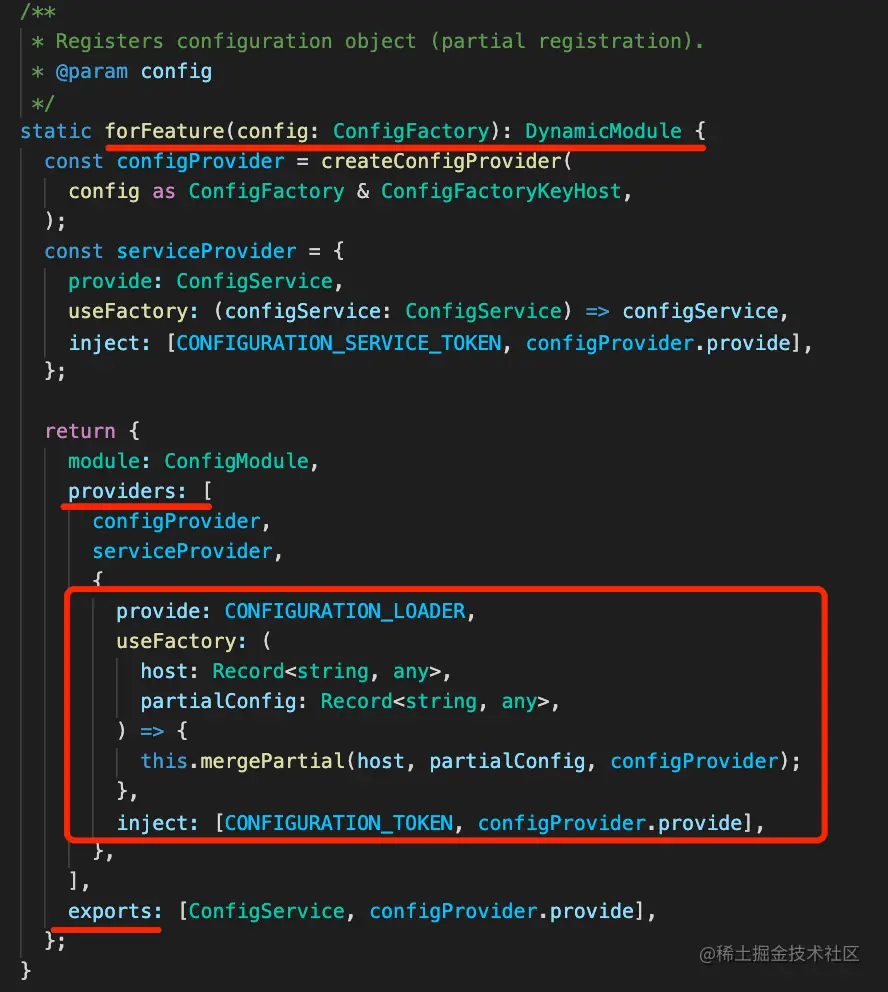 /**
 * Registers configuration object (partial registration).
 * @param config
 */
static forFeature(config: ConfigFactory): DynamicModule {
  const configProvider = createConfigProvider(
    config as ConfigFactory & ConfigFactoryKeyHost,
  );
  const serviceProvider = {
    provide: ConfigService,
    useFactory: (configService: ConfigService) => configService,
    inject: [CONFIGURATION_SERVICE_TOKEN, configProvider.provide],
  };

  return {
    module: ConfigModule,
    providers: [
      configProvider,
      serviceProvider,
      {
        provide: CONFIGURATION_LOADER,
        useFactory: (
          host: Record<string, any>,
          partialConfig: Record<string, any>,
        ) => {
          this.mergePartial(host, partialConfig, configProvider);
        },
        inject: [CONFIGURATION_TOKEN, configProvider.provide],
      },
    ],
    exports: [ConfigService, configProvider.provide],
  };
}
@稀土掘金技术社区